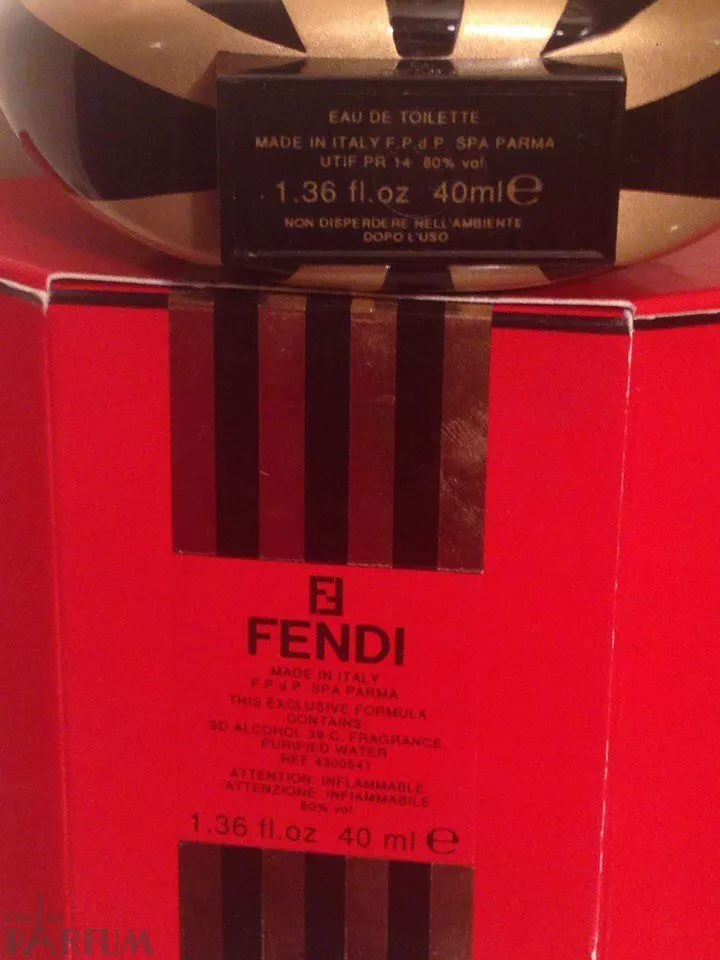 EAU DE TOILETTE
MADE IN ITALY F.P.d P. SPA PARMA
UTIF PR 14 80% vol.
1.36 fl.oz 40ml e
NON DISPERDERE NELL'AMBIENTE
DOPO L'USO
FENDI
MADE IN ITALY
F.P.d P. SPA PARMA
THIS EXCLUSIVE FORMULA
CONTAINS:
SD ALCOHOL 39 C, FRAGRANCE,
PURIFIED WATER
REF 4300541
ATTENTION: INFLAMMABLE
ATTENZIONE: INFIAMMABILE
80% vol.
1.36 fl.oz 40 ml e
PARFUM